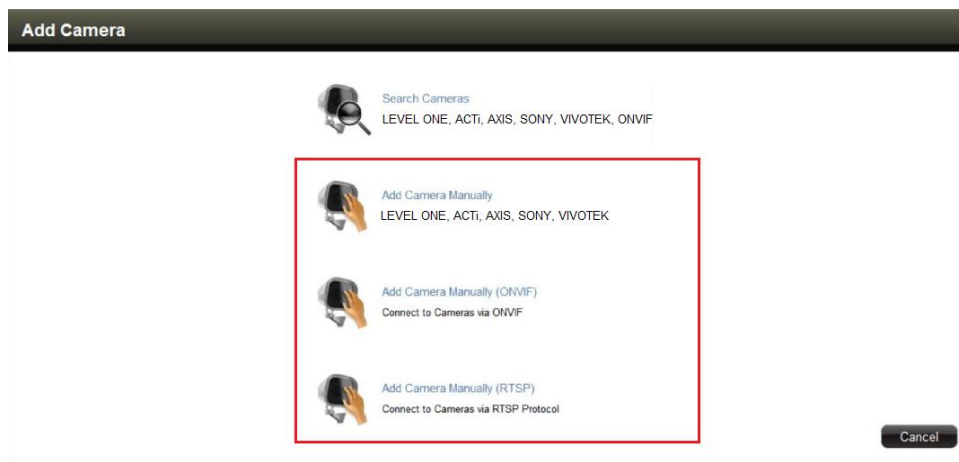 Add Camera
Search Cameras
LEVEL ONE, ACTi, AXIS, SONY, VIVOTEK, ONVIF
Add Camera Manually
LEVEL ONE, ACTi, AXIS, SONY, VIVOTEK
Add Camera Manually (ONVIF)
Connect to Cameras via ONVIF
Add Camera Manually (RTSP)
Connect to Cameras via RTSP Protocol
Cancel